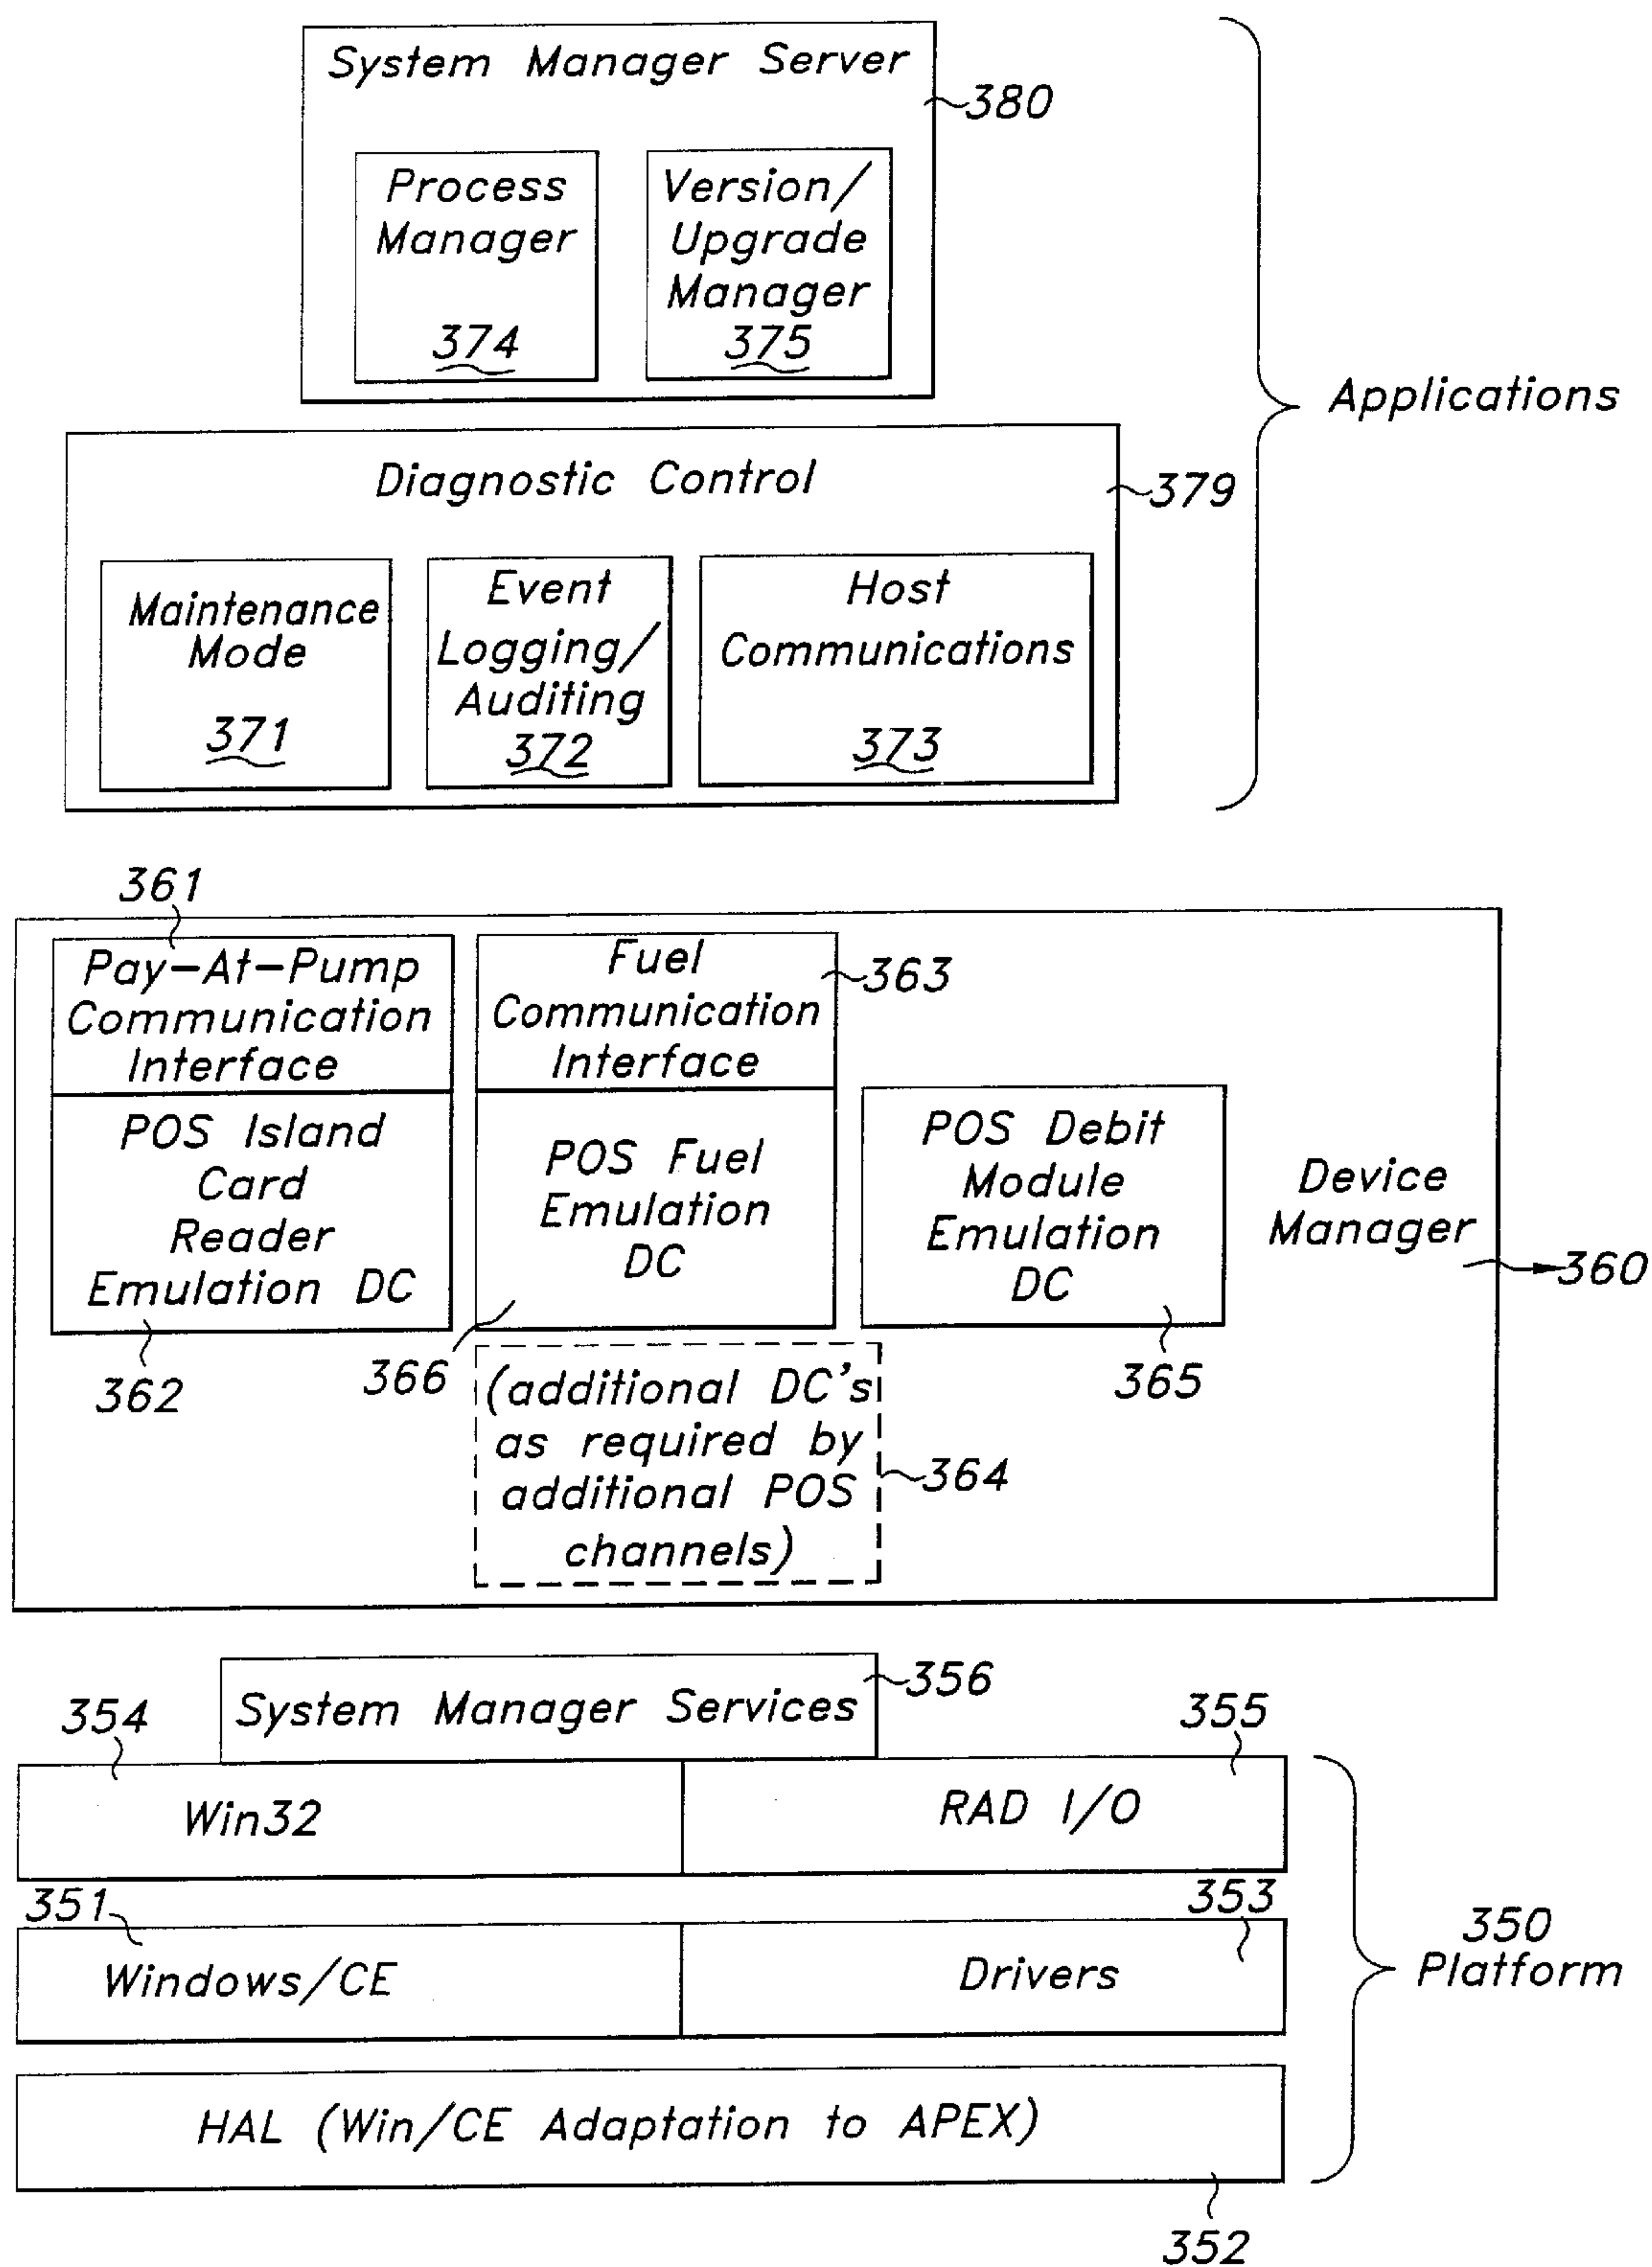 System Manager Server
380
Process
Manager
374
Version/
Upgrade
Manager
375
Applications
Diagnostic Control
379
Maintenance
Mode
371
Event
Logging/
Auditing
372
Host
Communications
373
361
Pay-At-Pump
Communication
Interface
Fuel
Communication
Interface
363
POS Island
Card
Reader
Emulation DC
362
POS Fuel
Emulation
DC
366
POS Debit
Module
Emulation
DC
365
Device
Manager
360
(additional DC's
as required by
additional POS
channels)
364
System Manager Services
356
354
355
Win32
RAD I/O
351
353
Windows/CE
Drivers
350
Platform
HAL (Win/CE Adaptation to APEX)
352